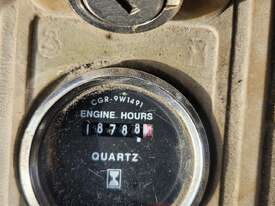 CGR-9W1491
ENGINE HOURS
18788
QUARTZ